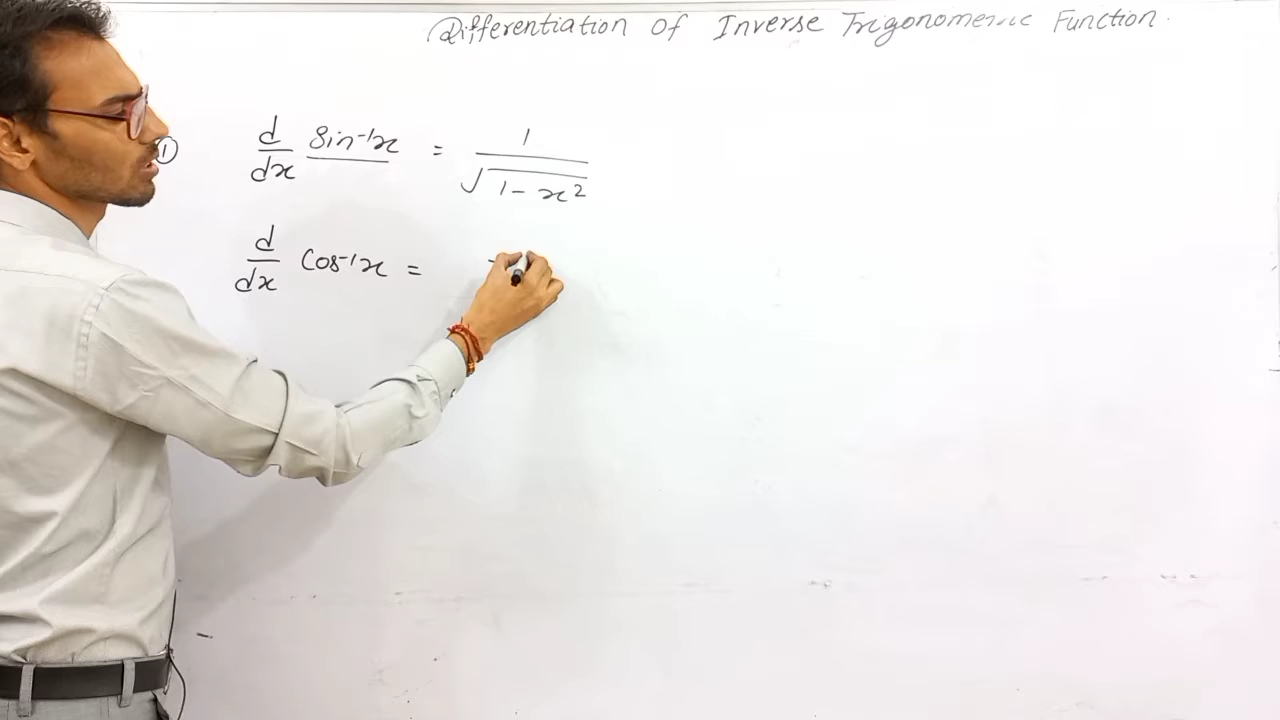 Differentiation of Inverse Trigonometric Function.
① d/dx Sin⁻¹x = 1/√(1-x²)
d/dx Cos⁻¹x = -